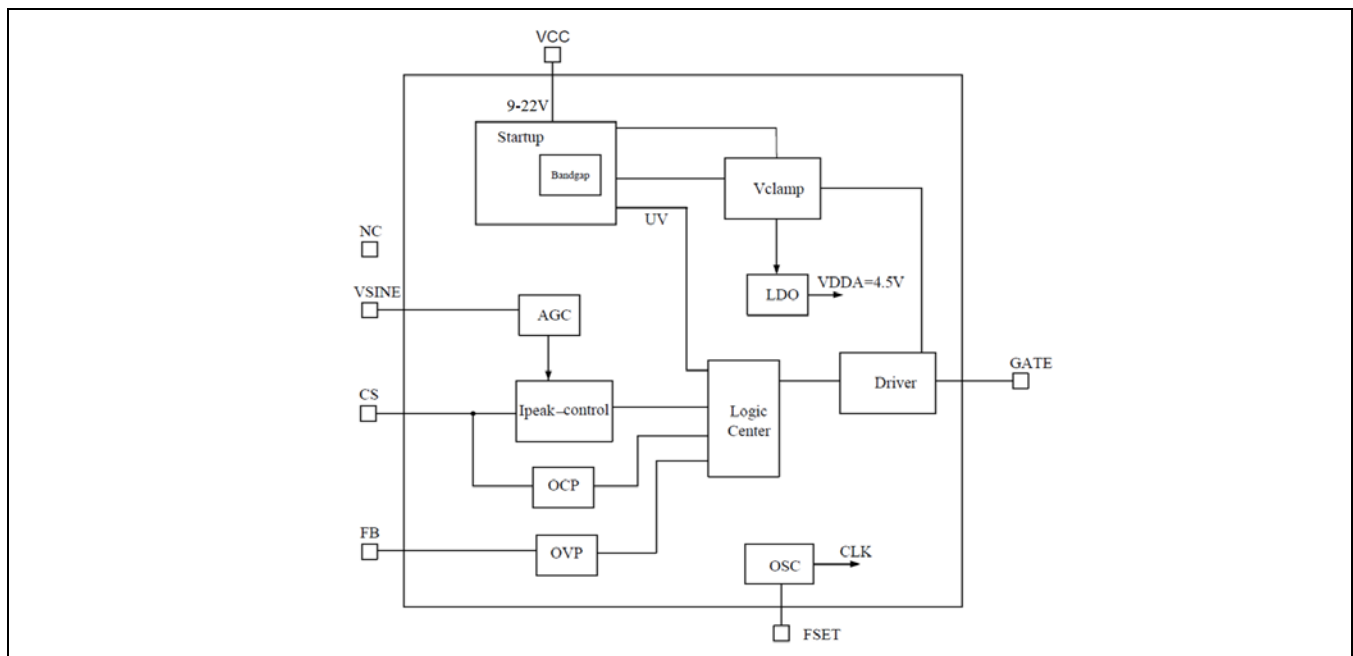 VCC
9-22V
Startup
Bandgap
Vclamp
UV
NC
VSINE
LDO
VDDA=4.5V
AGC
CS
Ipeak-control
Logic
Center
Driver
GATE
OCP
FB
OVP
OSC
CLK
FSET